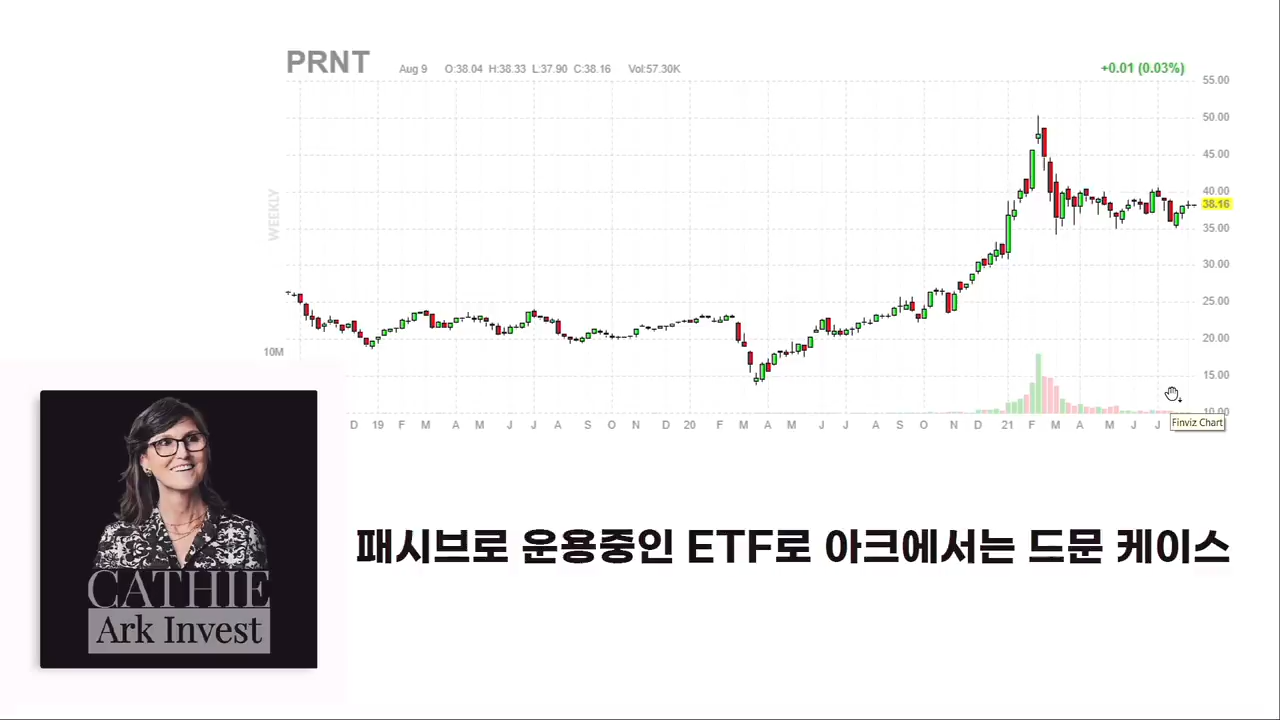 PRNT Aug 9 O:38.04 H:38.33 L:37.90 C:38.16 Vol:57.30K +0.01 (0.03%)
55.00
50.00
45.00
40.00
38.16
35.00
30.00
25.00
20.00
15.00
10.00
WEEKLY
10M
D 19 F M A M J J A S O N D 20 F M A M J J A S O N D 21 F M A M J J
Finviz Chart
CATHIE
Ark Invest
패시브로 운용중인 ETF로 아크에서는 드문 케이스